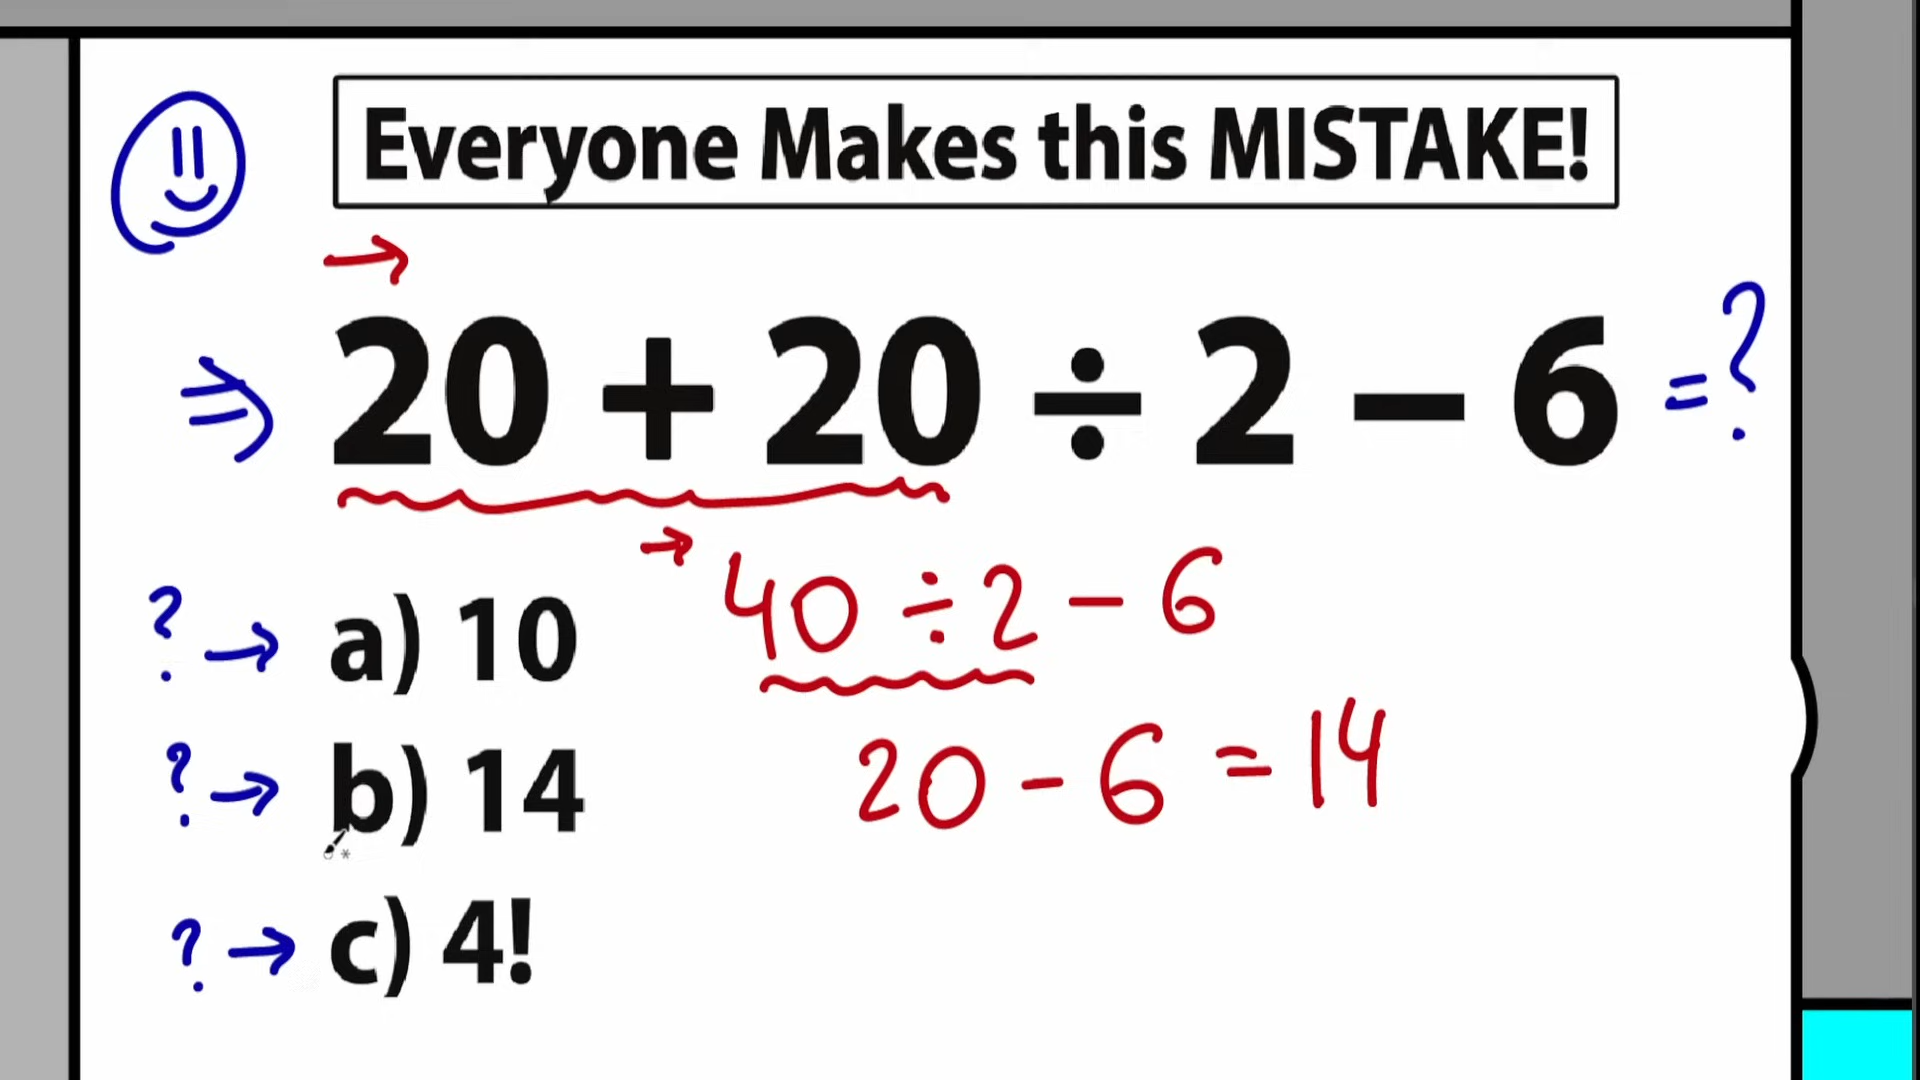 Everyone Makes this MISTAKE!
→
⇒ 20 + 20 ÷ 2 – 6 = ?
→ 40 ÷ 2 – 6
? → a) 10
20 - 6 = 14
? → b) 14
? → c) 4!